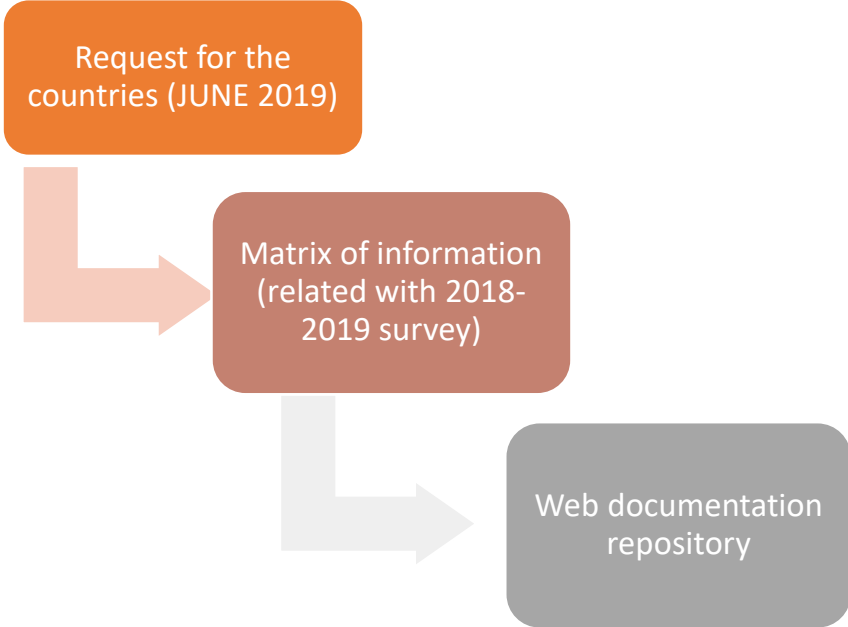 Request for the
countries (JUNE 2019)
Matrix of information
(related with 2018-
2019 survey)
Web documentation
repository